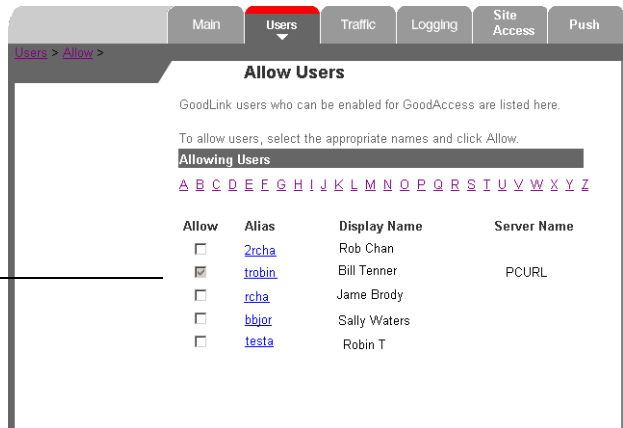 Main Users Traffic Logging Site Access Push
Users > Allow >
Allow Users
GoodLink users who can be enabled for GoodAccess are listed here.
To allow users, select the appropriate names and click Allow.
Allowing Users
A B C D E F G H I J K L M N O P Q R S T U V W X Y Z
Allow Alias Display Name Server Name
2rcha Rob Chan
trobin Bill Tenner PCURL
rcha Jame Brody
bbjor Sally Waters
testa Robin T